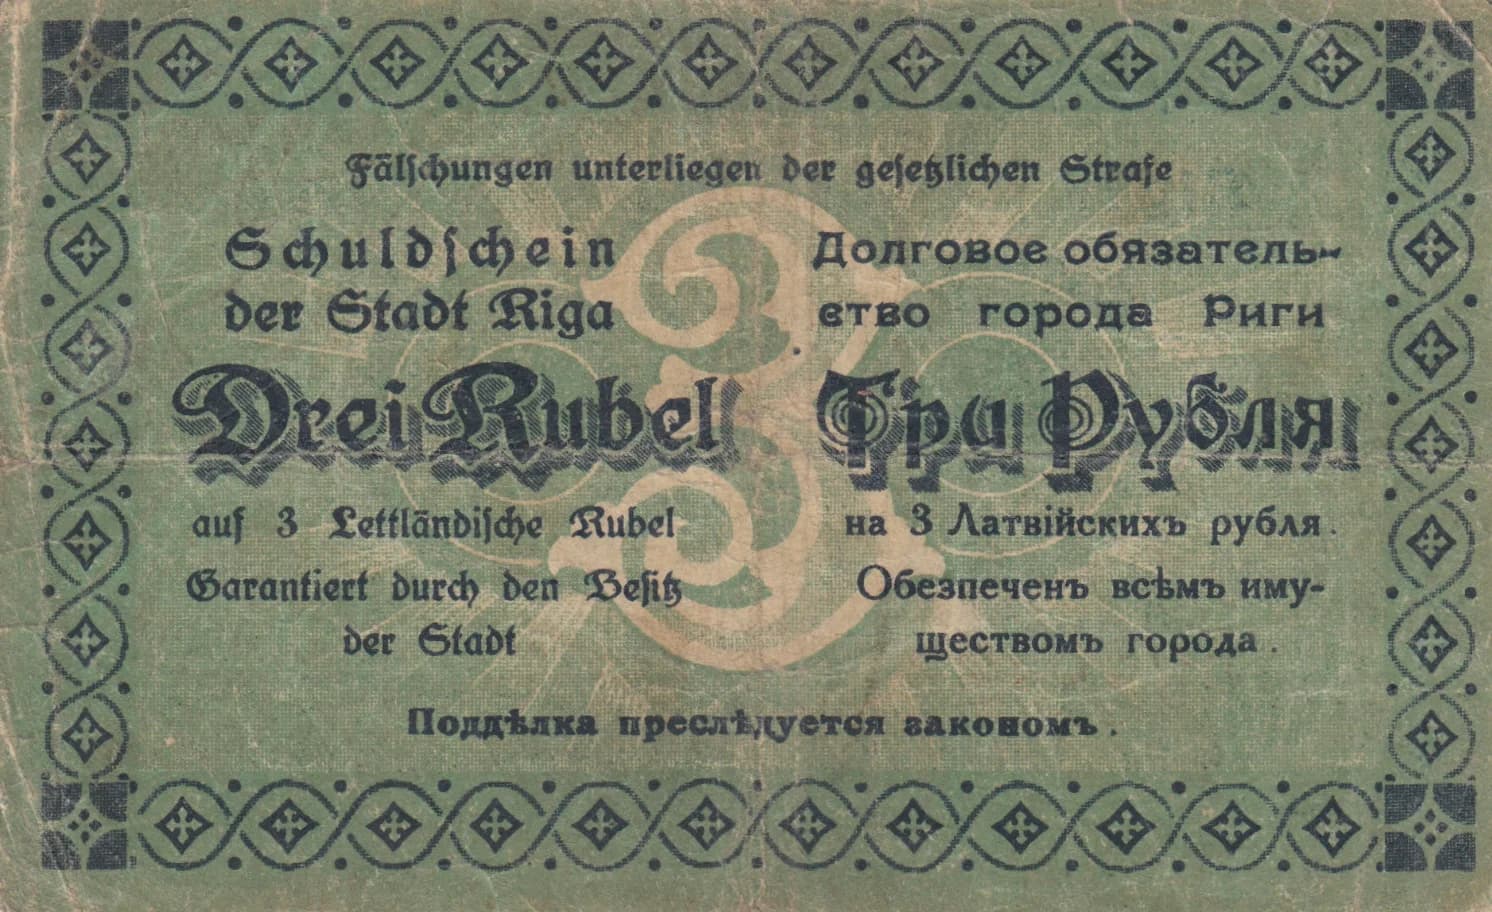 Fälschungen unterliegen der gesetzlichen Strafe
Schuldschein
der Stadt Riga
Drei Rubel
auf 3 Lettländische Rubel
Garantiert durch den Besitz
der Stadt
3
Долговое обязатель-
ство города Риги
Три Рубля
на 3 Латвійскихъ рубля.
Обезпеченъ всѣмъ иму-
ществомъ города.
Поддѣлка преслѣдуется закономъ.